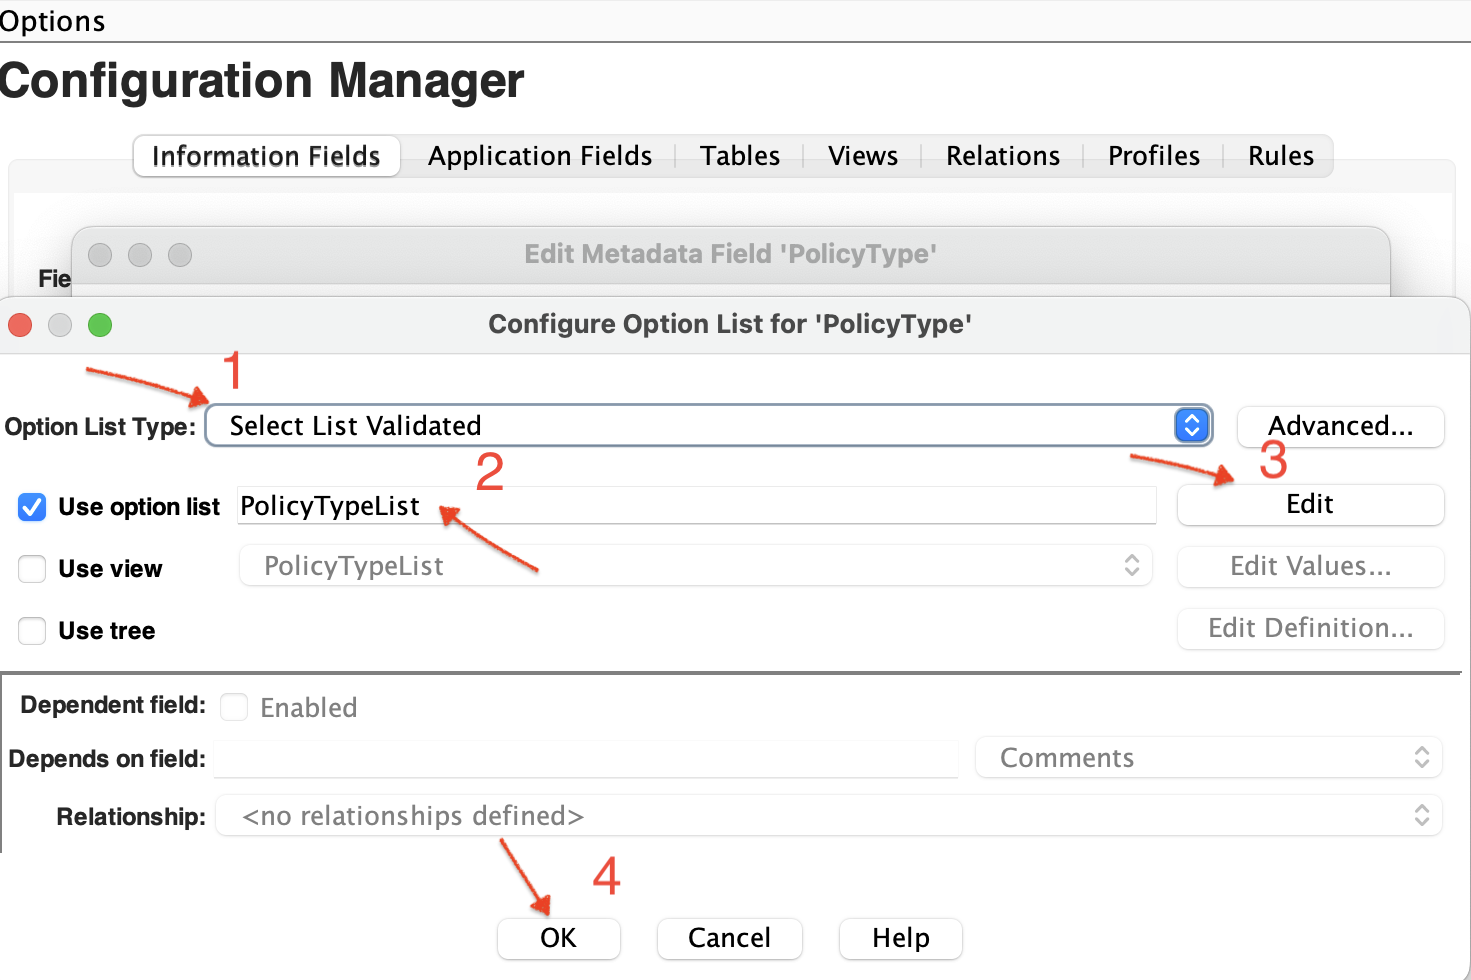 Options
Configuration Manager
Information Fields Application Fields Tables Views Relations Profiles Rules
Edit Metadata Field 'PolicyType'
Fie
Configure Option List for 'PolicyType'
1
Option List Type: Select List Validated Advanced...
2 3
Use option list PolicyTypeList Edit
Use view PolicyTypeList Edit Values...
Use tree Edit Definition...
Dependent field: Enabled
Depends on field: Comments
Relationship: <no relationships defined>
4
OK Cancel Help